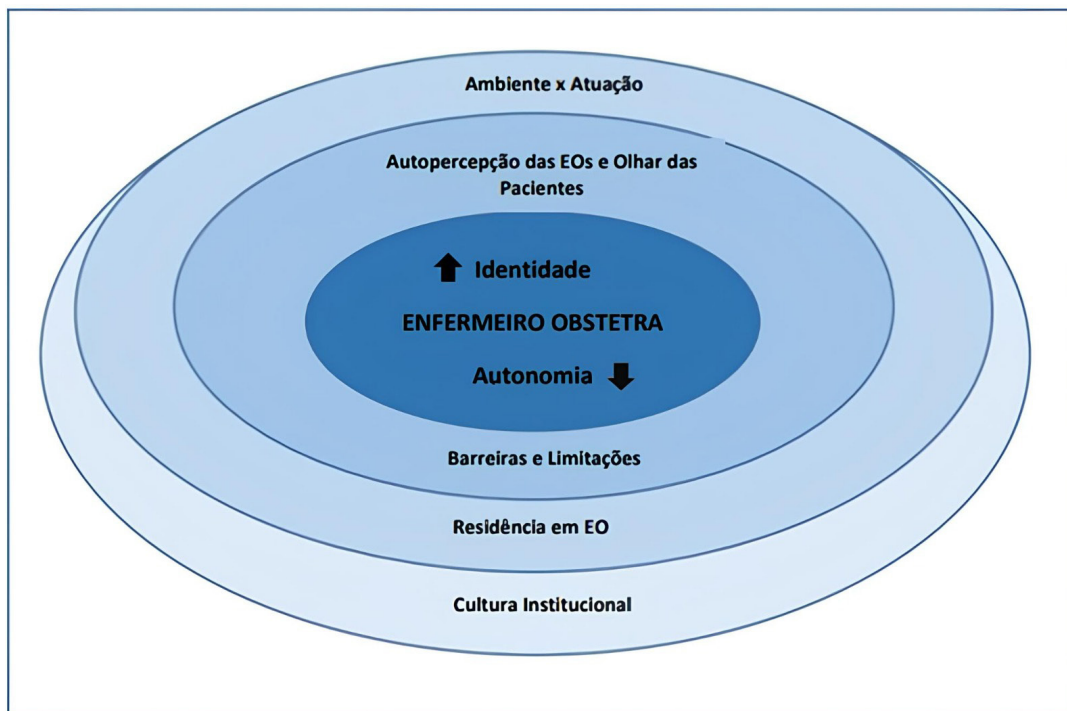 Ambiente x Atuação
Autopercepção das EOs e Olhar das
Pacientes
Identidade
ENFERMEIRO OBSTETRA
Autonomia
Barreiras e Limitações
Residência em EO
Cultura Institucional